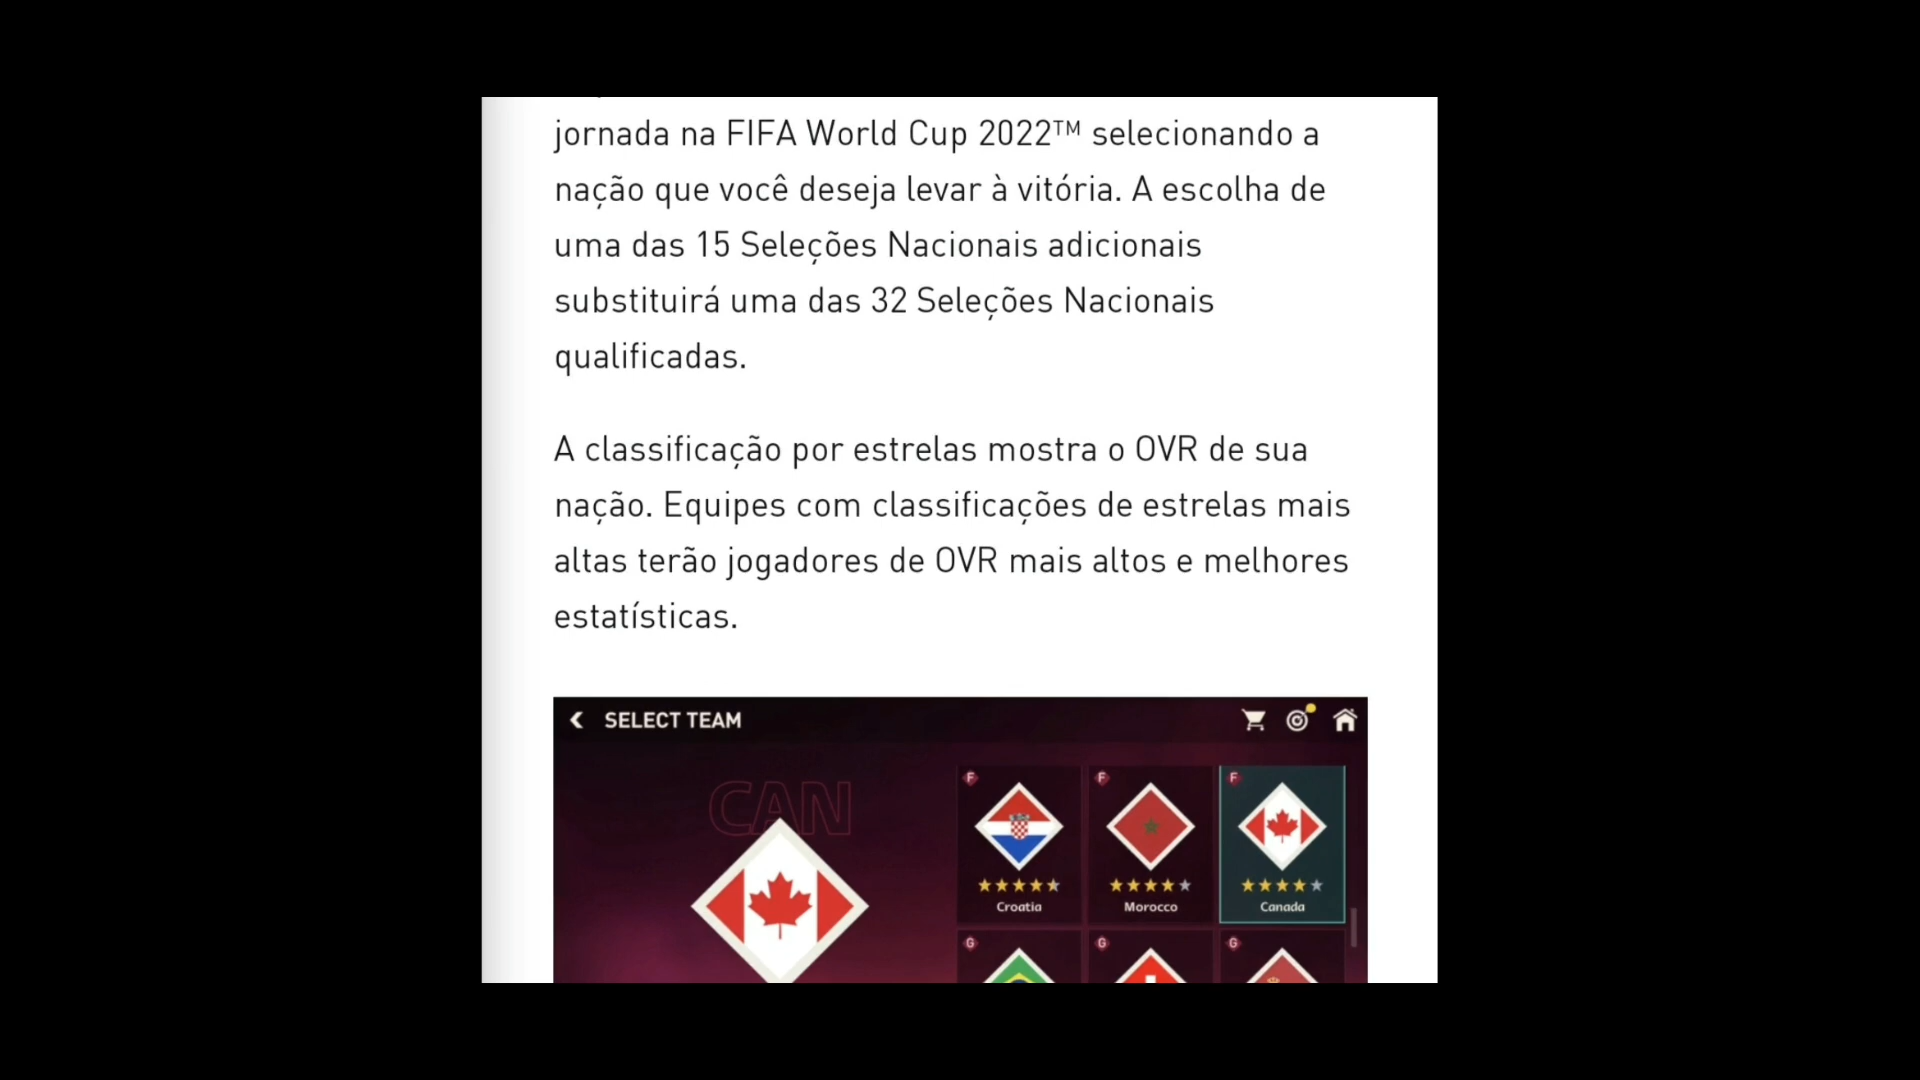 jornada na FIFA World Cup 2022™ selecionando a
nação que você deseja levar à vitória. A escolha de
uma das 15 Seleções Nacionais adicionais
substituirá uma das 32 Seleções Nacionais
qualificadas.
A classificação por estrelas mostra o OVR de sua
nação. Equipes com classificações de estrelas mais
altas terão jogadores de OVR mais altos e melhores
estatísticas.
SELECT TEAM
CAN
F
F
F
Croatia
Morocco
Canada
G
G
G